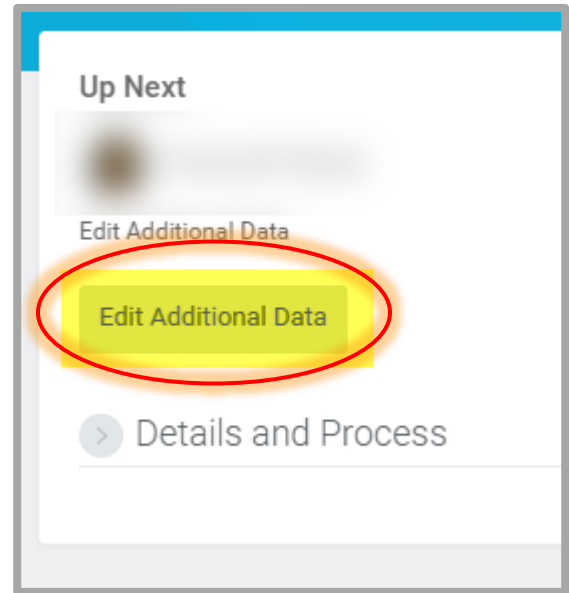 Up Next
Edit Additional Data
Edit Additional Data
Details and Process